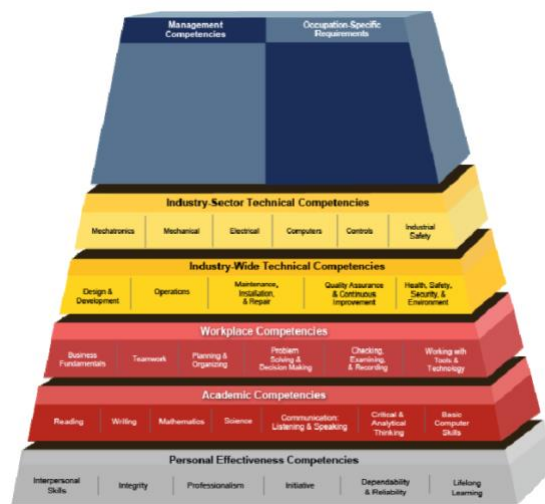 Management
Competencies
Occupation-Specific
Requirements
Industry-Sector Technical Competencies
Mechatronics
Mechanical
Electrical
Computers
Controls
Industrial
Safety
Industry-Wide Technical Competencies
Design &
Development
Operations
Maintenance,
Installation,
& Repair
Quality Assurance
& Continuous
Improvement
Health, Safety,
Security, &
Environment
Workplace Competencies
Business
Fundamentals
Teamwork
Planning &
Organizing
Problem
Solving &
Decision Making
Checking,
Examining,
& Recording
Working with
Tools &
Technology
Academic Competencies
Reading
Writing
Mathematics
Science
Communication:
Listening & Speaking
Critical &
Analytical
Thinking
Basic
Computer
Skills
Personal Effectiveness Competencies
Interpersonal
Skills
Integrity
Professionalism
Initiative
Dependability
& Reliability
Lifelong
Learning